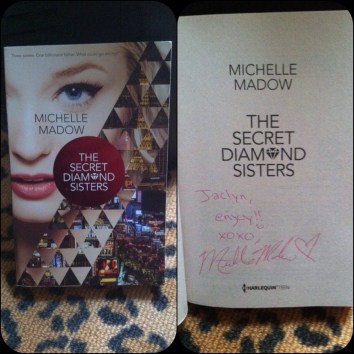 MICHELLE
MADOW
THE
SECRET
DIAMOND
SISTERS
MICHELLE
MADOW
THE
SECRET
DIAMOND
SISTERS
Jaclyn,
enjoy!!
xoxo,
HARLEQUIN TEEN